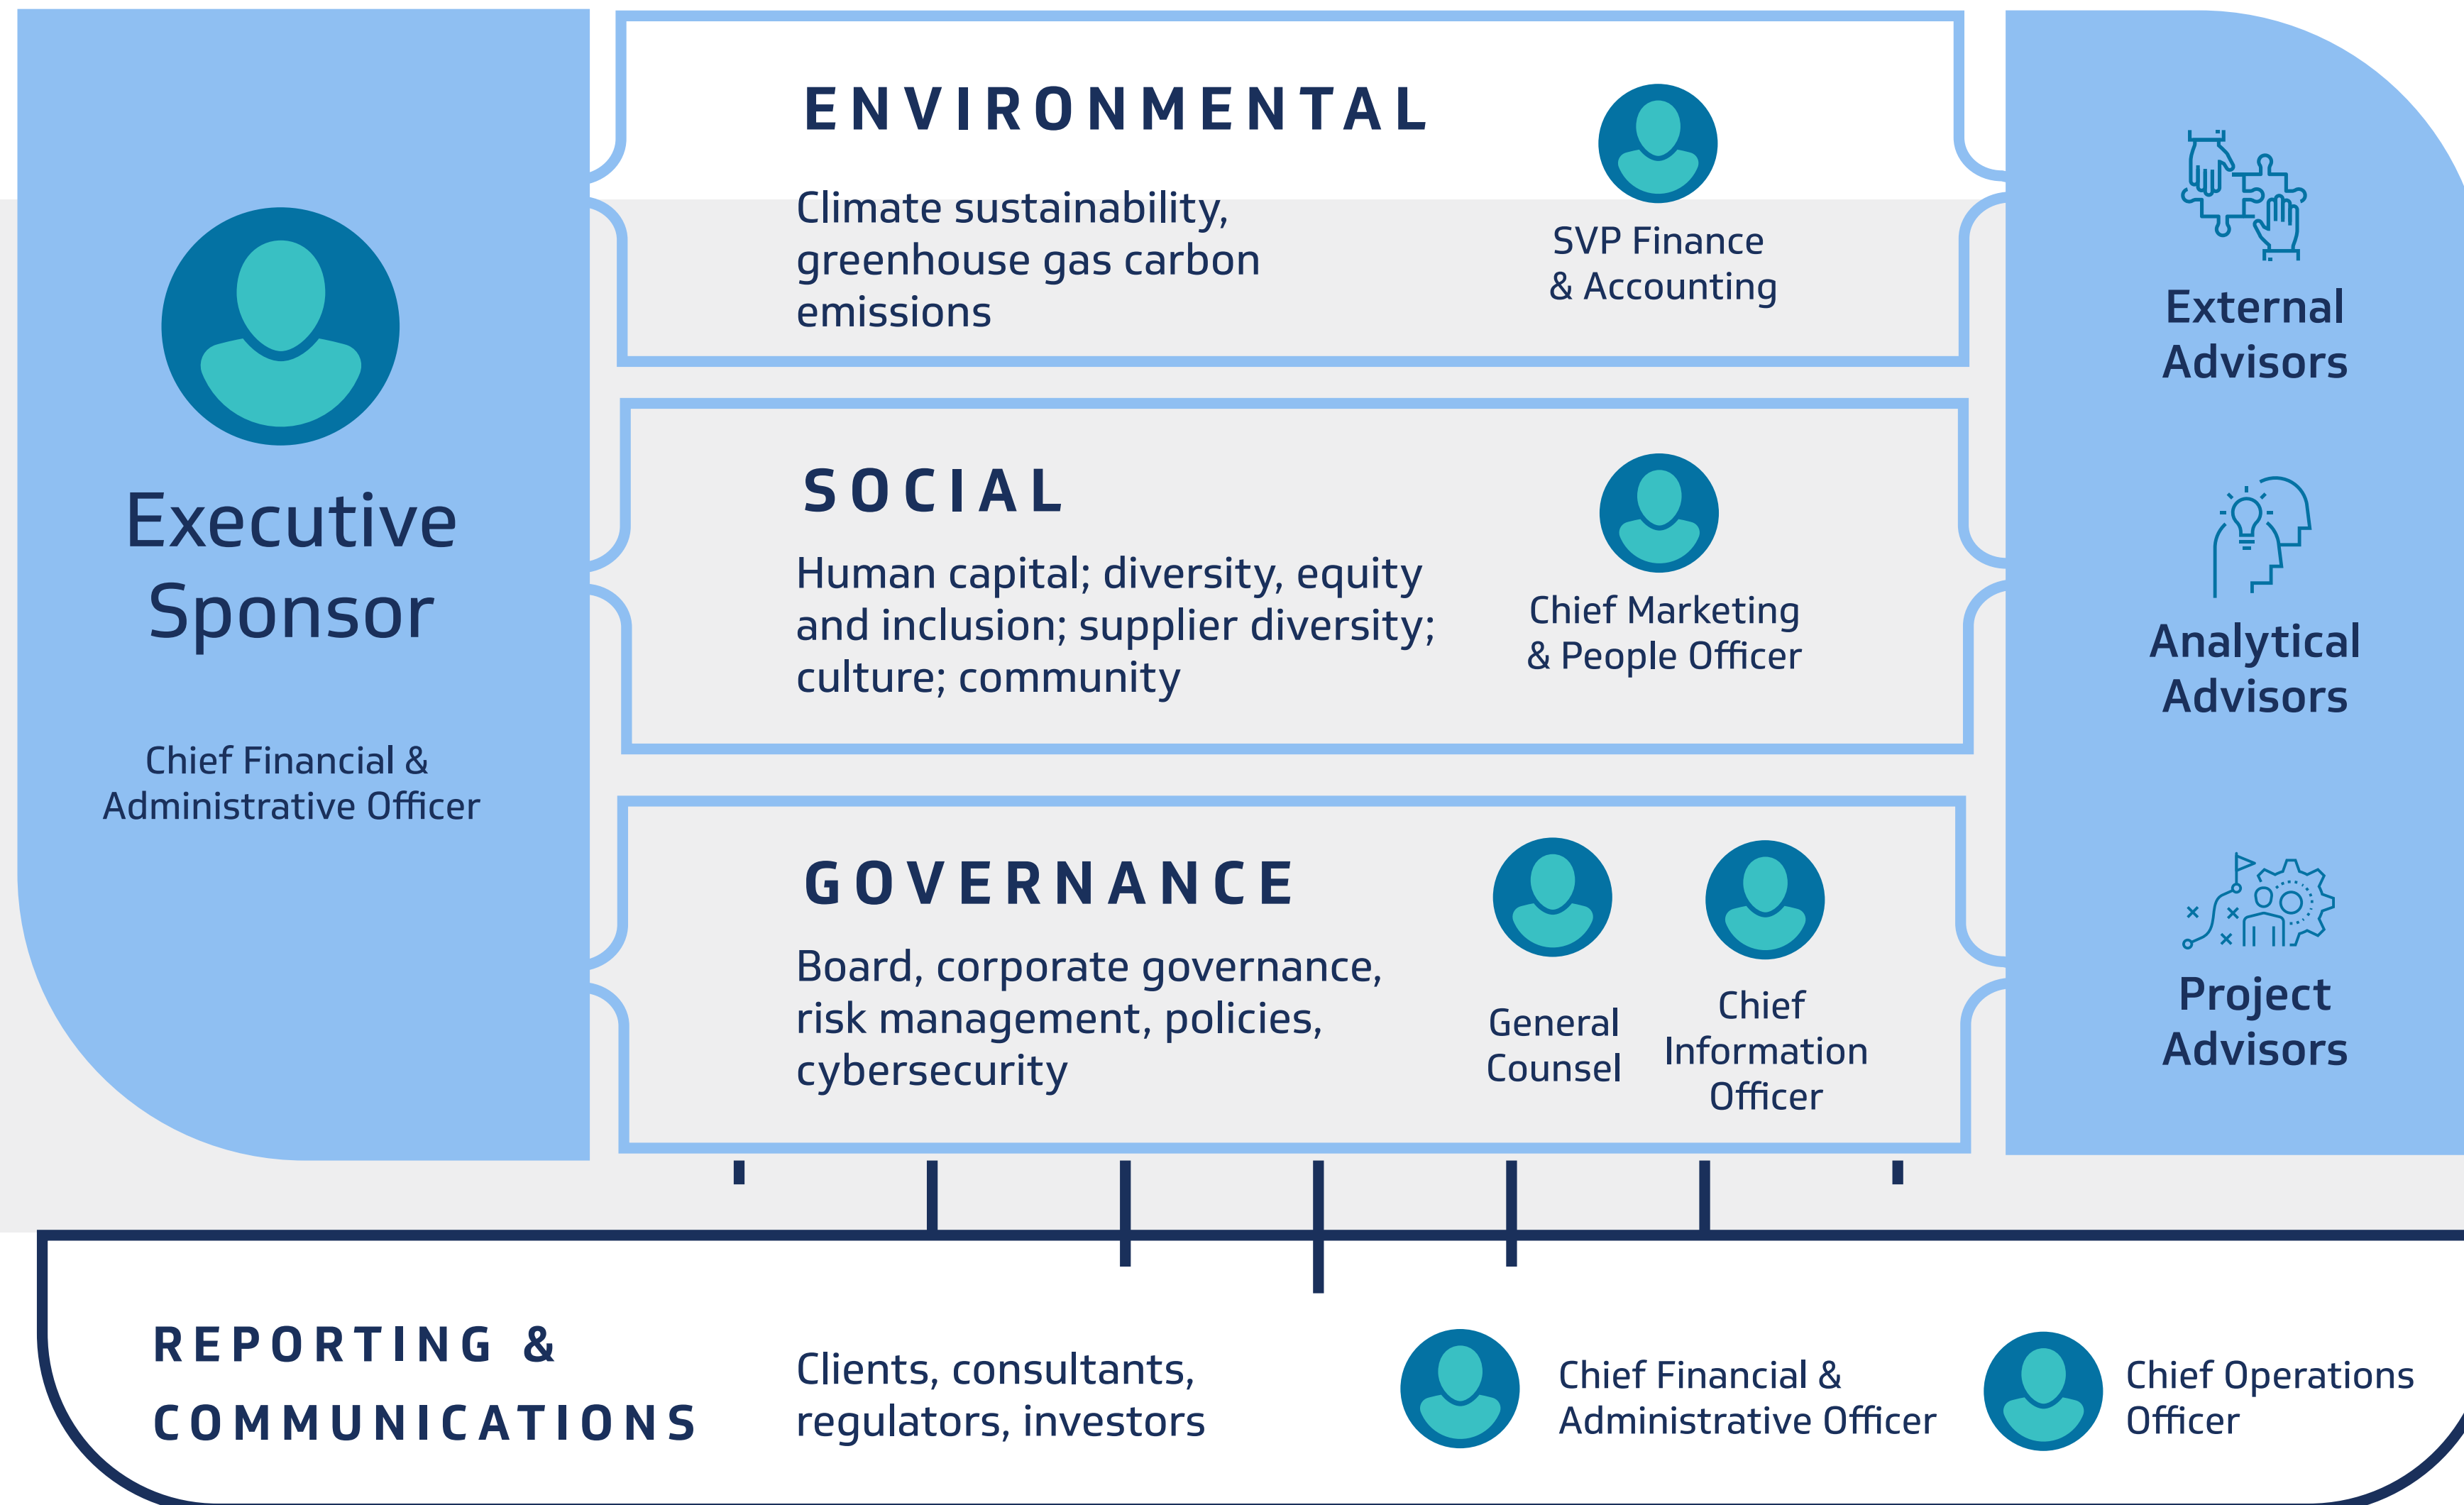 Executive
Sponsor
Chief Financial &
Administrative Officer
ENVIRONMENTAL
Climate sustainability,
greenhouse gas carbon
emissions
SVP Finance
& Accounting
SOCIAL
Human capital; diversity, equity
and inclusion; supplier diversity;
culture; community
Chief Marketing
& People Officer
GOVERNANCE
Board, corporate governance,
risk management, policies,
cybersecurity
General
Counsel
Chief
Information
Officer
External
Advisors
Analytical
Advisors
Project
Advisors
REPORTING &
COMMUNICATIONS
Clients, consultants,
regulators, investors
Chief Financial &
Administrative Officer
Chief Operations
Officer